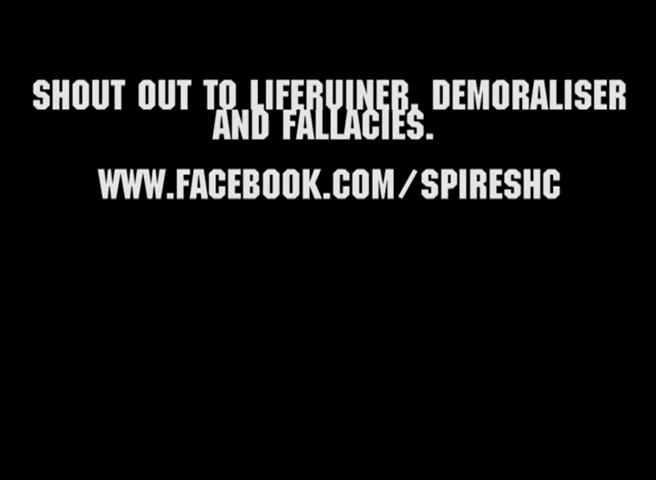 SHOUT OUT TO LIFERUINER, DEMORALISER
AND FALLACIES.
WWW.FACEBOOK.COM/SPIRESHC